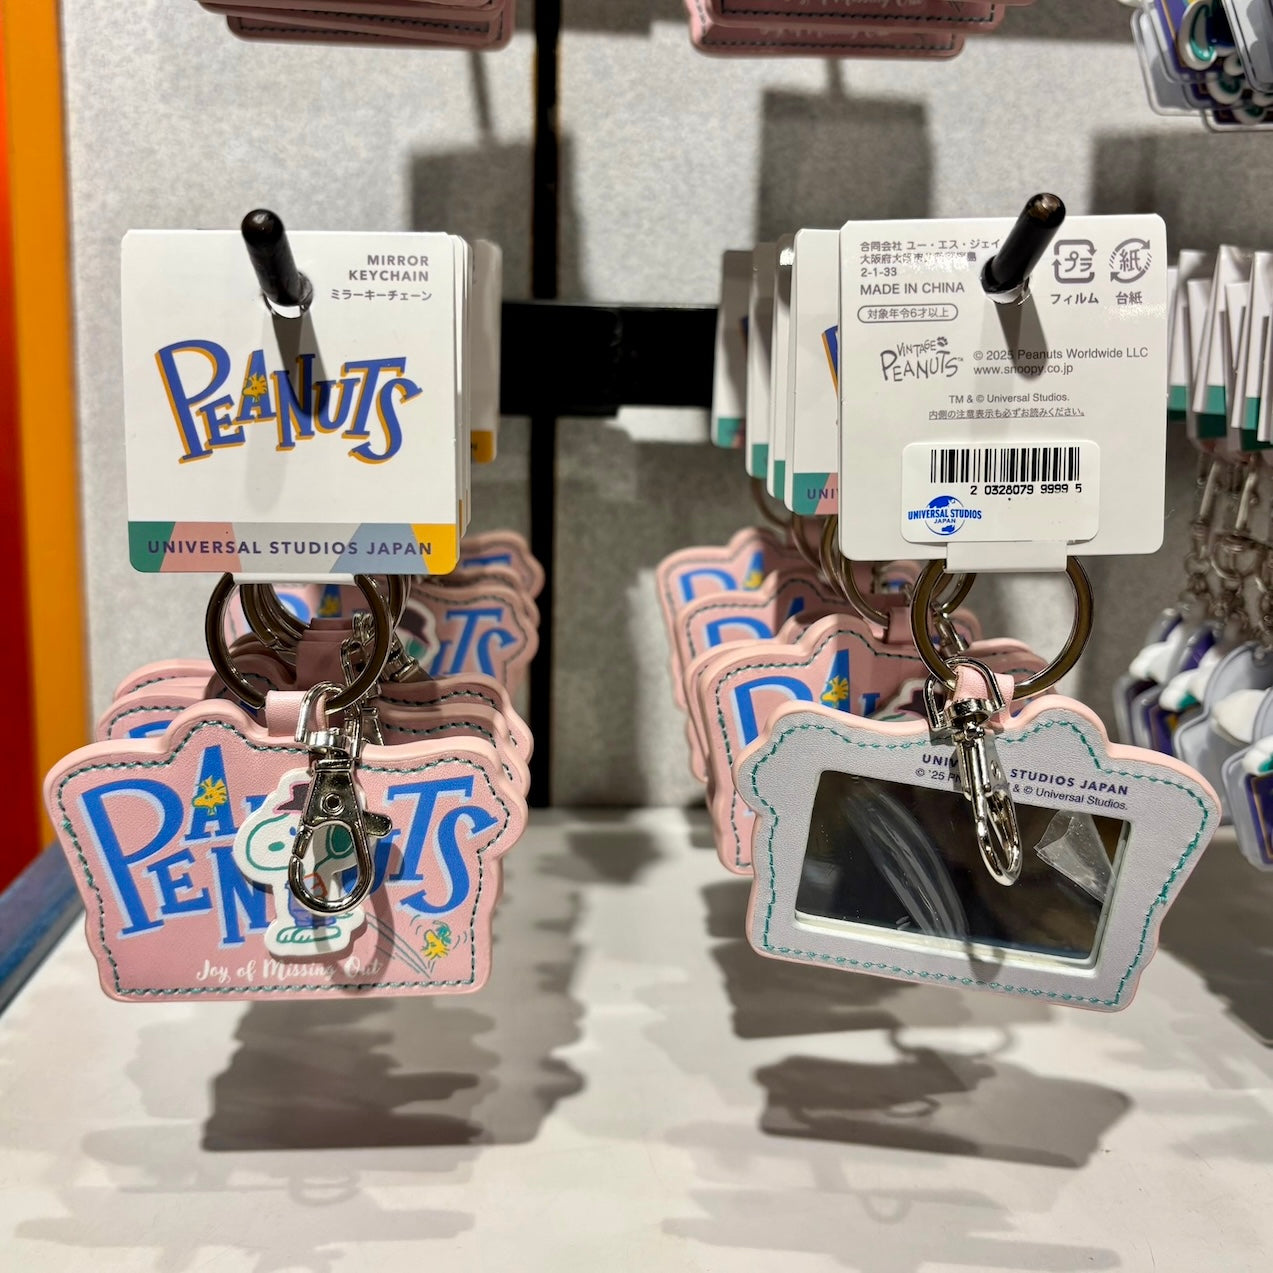 MIRROR
KEYCHAIN
ミラーキーチェーン
PEANUTS
UNIVERSAL STUDIOS JAPAN
PEANUTS
Joy of Missing Out
合同会社 ユー・エス・ジェイ
大阪府大阪市
2-1-33
MADE IN CHINA
対象年令6才以上
プラ
フィルム
紙
台紙
VINTAGE
PEANUTS™
© 2025 Peanuts Worldwide LLC
www.snoopy.co.jp
TM & © Universal Studios.
内側の注意表示も必ずお読みください。
2 0328079 9999 5
UNIVERSAL STUDIOS
JAPAN
STUDIOS JAPAN
© '25
& © Universal Studios.